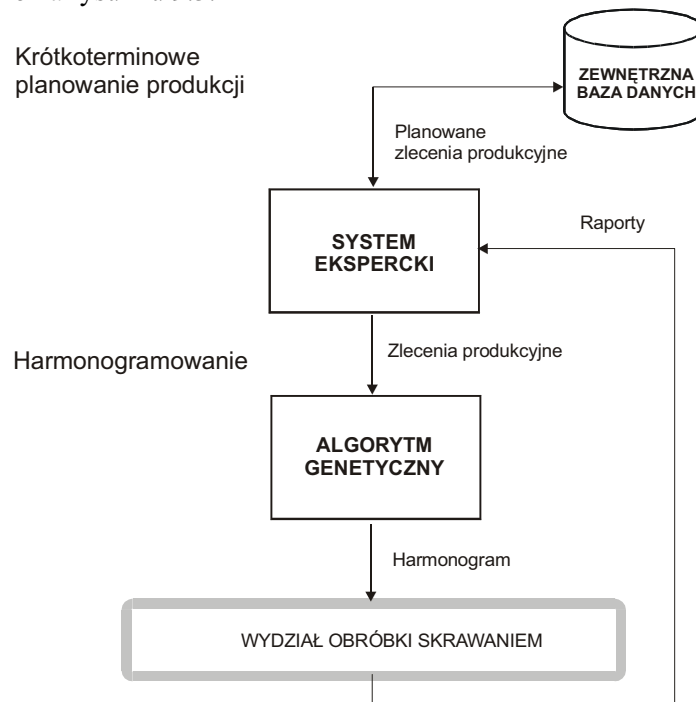 Krótkoterminowe
planowanie produkcji
ZEWNĘTRZNA
BAZA DANYCH
Planowane
zlecenia produkcyjne
SYSTEM
EKSPERCKI
Raporty
Harmonogramowanie
Zlecenia produkcyjne
ALGORYTM
GENETYCZNY
Harmonogram
WYDZIAŁ OBRÓBKI SKRAWANIEM